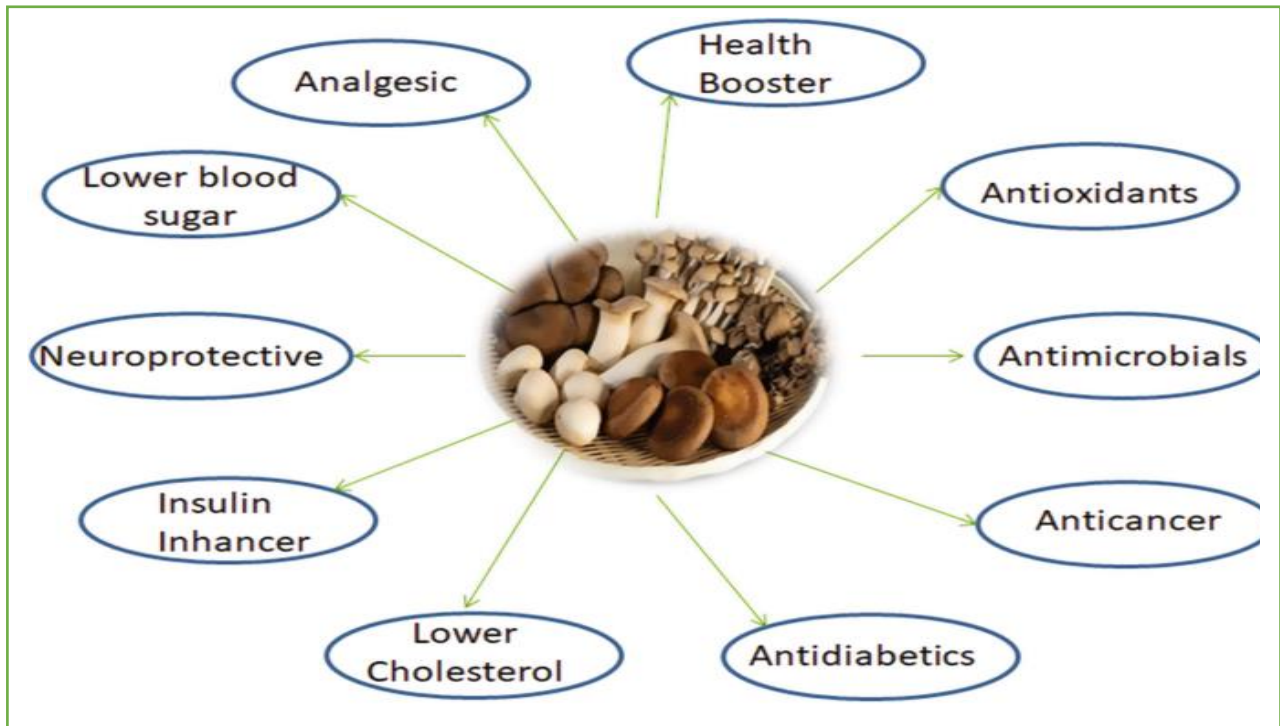 Analgesic
Health
Booster
Lower blood
sugar
Antioxidants
Neuroprotective
Antimicrobials
Insulin
Inhancer
Anticancer
Lower
Cholesterol
Antidiabetics